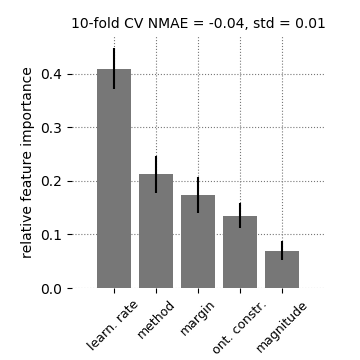 10-fold CV NMAE = -0.04, std = 0.01
relative feature importance
0.4
0.3
0.2
0.1
0.0
learn. rate
method
margin
ont. constr.
magnitude